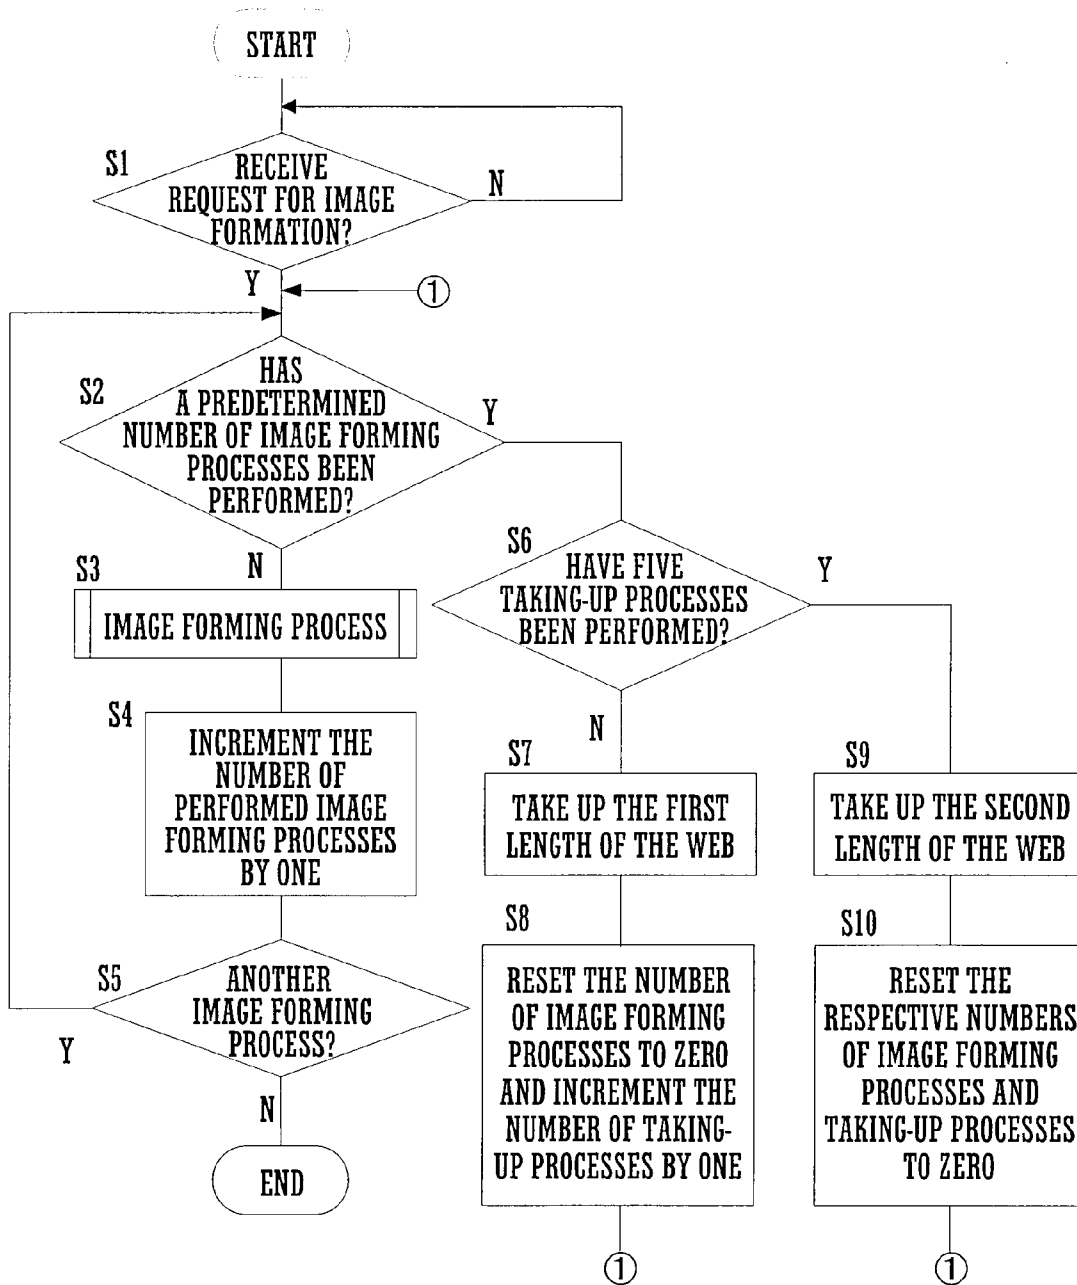 START
S1
RECEIVE
REQUEST FOR IMAGE
FORMATION?
N
Y
①
S2
HAS
A PREDETERMINED
NUMBER OF IMAGE FORMING
PROCESSES BEEN
PERFORMED?
Y
N
S3
IMAGE FORMING PROCESS
S4
INCREMENT THE
NUMBER OF
PERFORMED IMAGE
FORMING PROCESSES
BY ONE
S5
ANOTHER
IMAGE FORMING
PROCESS?
Y
N
END
S6
HAVE FIVE
TAKING-UP PROCESSES
BEEN PERFORMED?
Y
N
S7
TAKE UP THE FIRST
LENGTH OF THE WEB
S8
RESET THE NUMBER
OF IMAGE FORMING
PROCESSES TO ZERO
AND INCREMENT THE
NUMBER OF TAKING-
UP PROCESSES BY ONE
①
S9
TAKE UP THE SECOND
LENGTH OF THE WEB
S10
RESET THE
RESPECTIVE NUMBERS
OF IMAGE FORMING
PROCESSES AND
TAKING-UP PROCESSES
TO ZERO
①